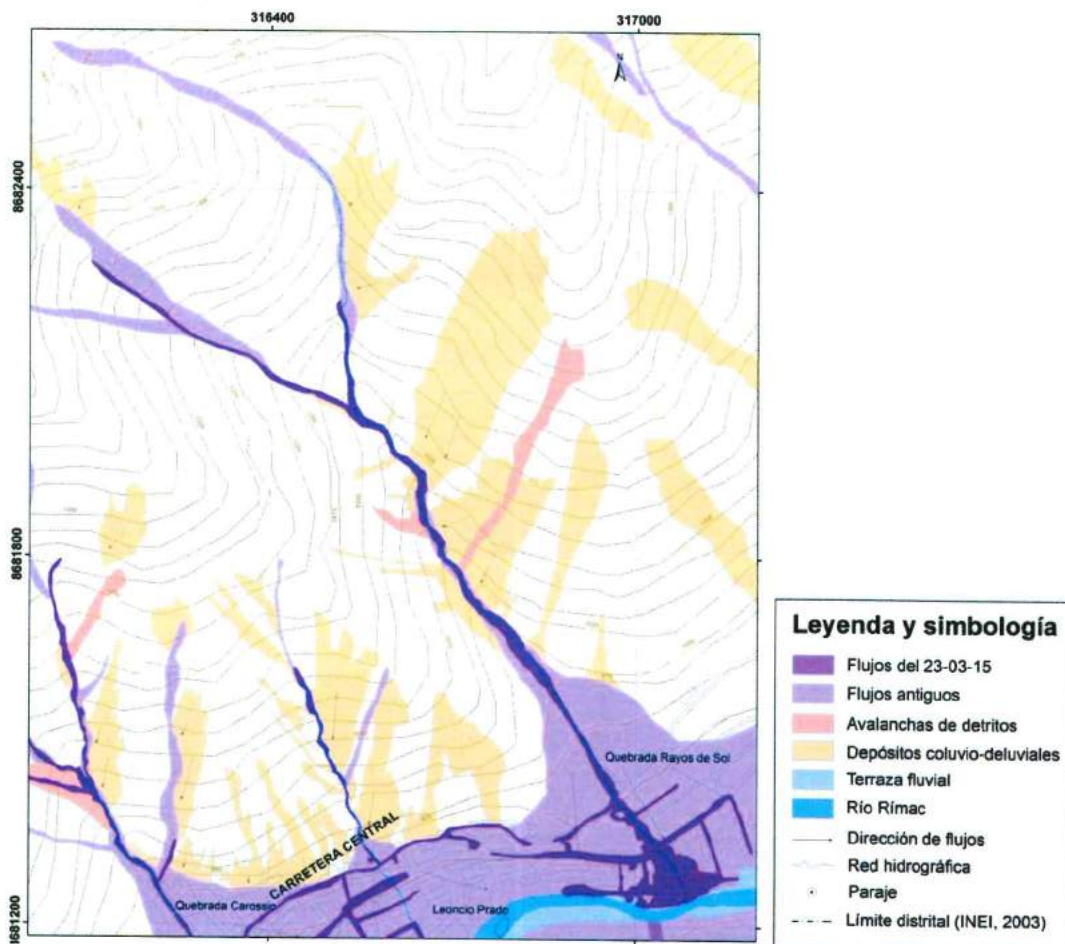 316400
317000
N
8682400
8681800
8681200
Quebrada Rayos de Sol
CARRETERA CENTRAL
Quebrada Carossio
Leoncio Prado
Leyenda y simbología
Flujos del 23-03-15
Flujos antiguos
Avalanchas de detritos
Depósitos coluvio-deluviales
Terraza fluvial
Río Rímac
Dirección de flujos
Red hidrográfica
Paraje
Límite distrital (INEI, 2003)